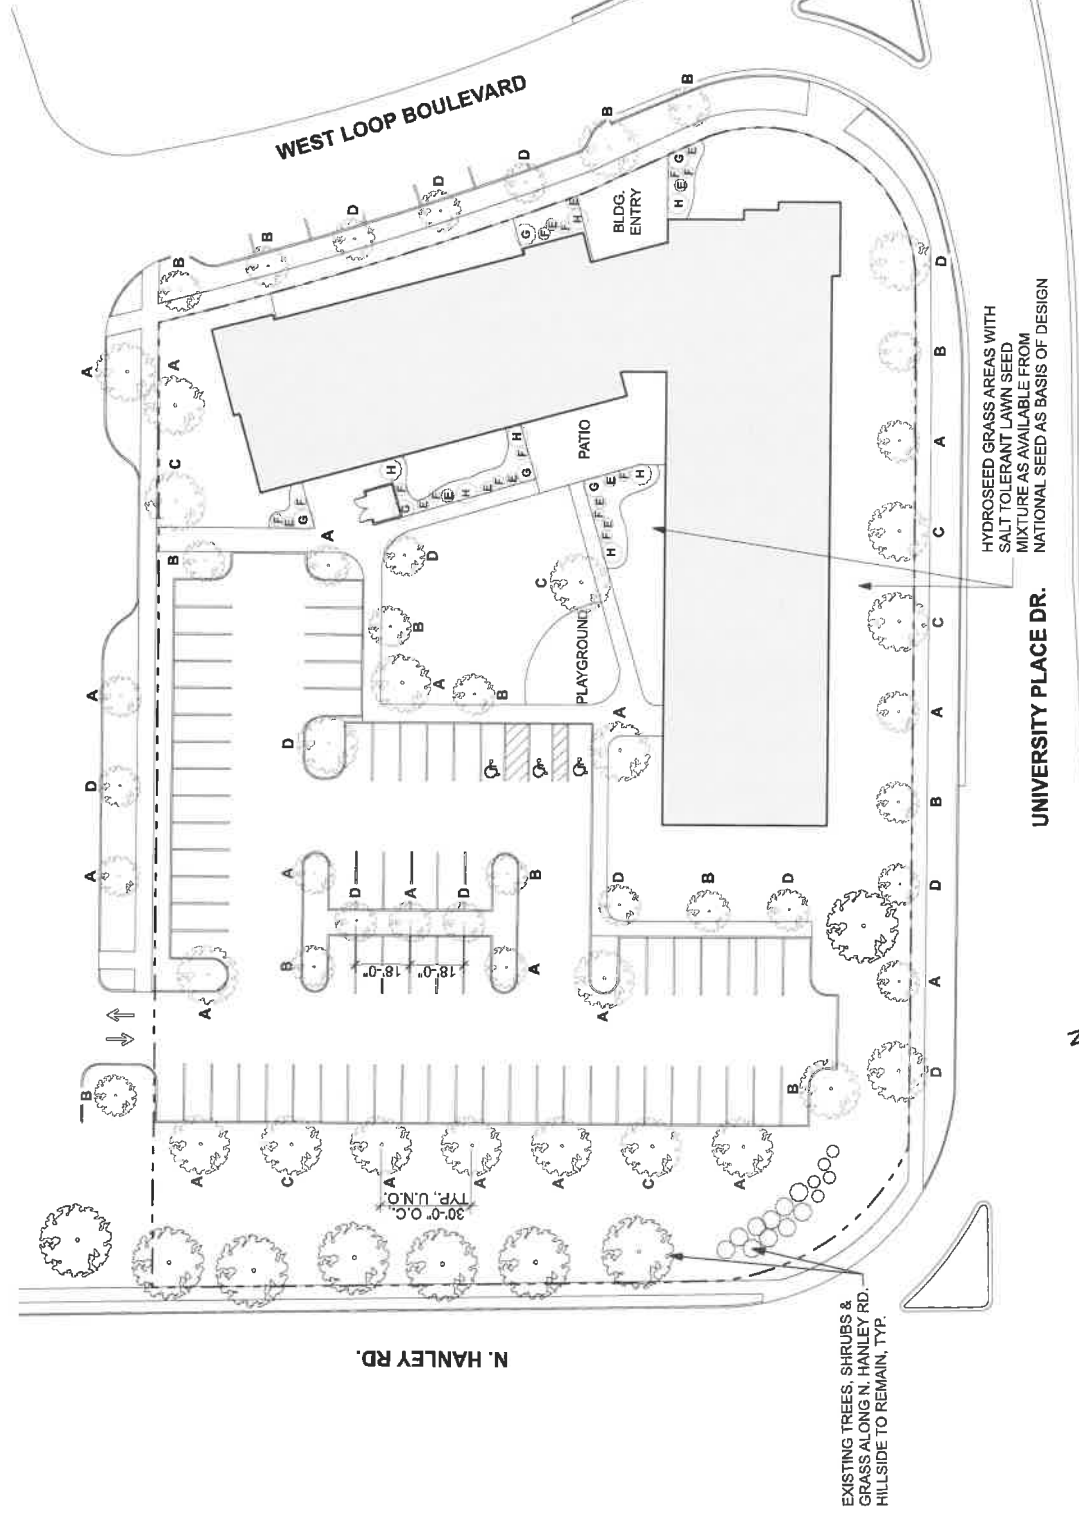 WEST LOOP BOULEVARD
B
B
D
D
D
B
B
BLDG.
ENTRY
G
F
E
F
H
E
H
E
F
F
G
E
A
A
C
B
A
F
E
G
F
H
F
G
E
F
E
H
E
F
E
G
F
H
PATIO
H
F
E
F
E
G
E
F
H
D
B
A
B
C
PLAYGROUND
A
A
D
A
D
A
B
D
A
D
B
A
18'-0"
18'-0"
A
A
D
B
D
B
B
A
C
A
A
A
C
A
30'-0" O.C.
TYP., U.N.O.
D
B
A
C
C
A
B
D
A
D
HYDROSEED GRASS AREAS WITH
SALT TOLERANT LAWN SEED
MIXTURE AS AVAILABLE FROM
NATIONAL SEED AS BASIS OF DESIGN
UNIVERSITY PLACE DR.
N. HANLEY RD.
EXISTING TREES, SHRUBS &
GRASS ALONG N. HANLEY RD.
HILLSIDE TO REMAIN, TYP.